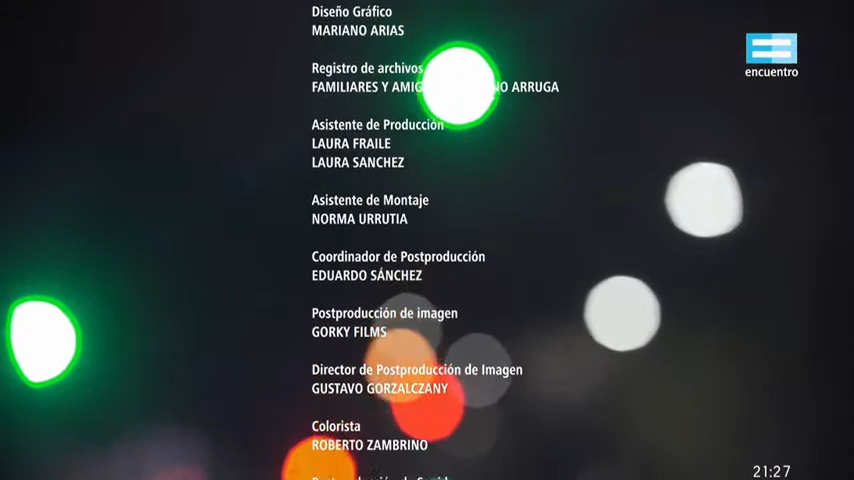 Diseño Gráfico
MARIANO ARIAS
Registro de archivos
FAMILIARES Y ARRUGA
Asistente de Producción
LAURA FRAILE
LAURA SANCHEZ
Asistente de Montaje
NORMA URRUTIA
Coordinador de Postproducción
EDUARDO SÁNCHEZ
Postproducción de imagen
GORKY FILMS
Director de Postproducción de Imagen
GUSTAVO GORZALCZANY
Colorista
ROBERTO ZAMBRINO
encuentro
21:27